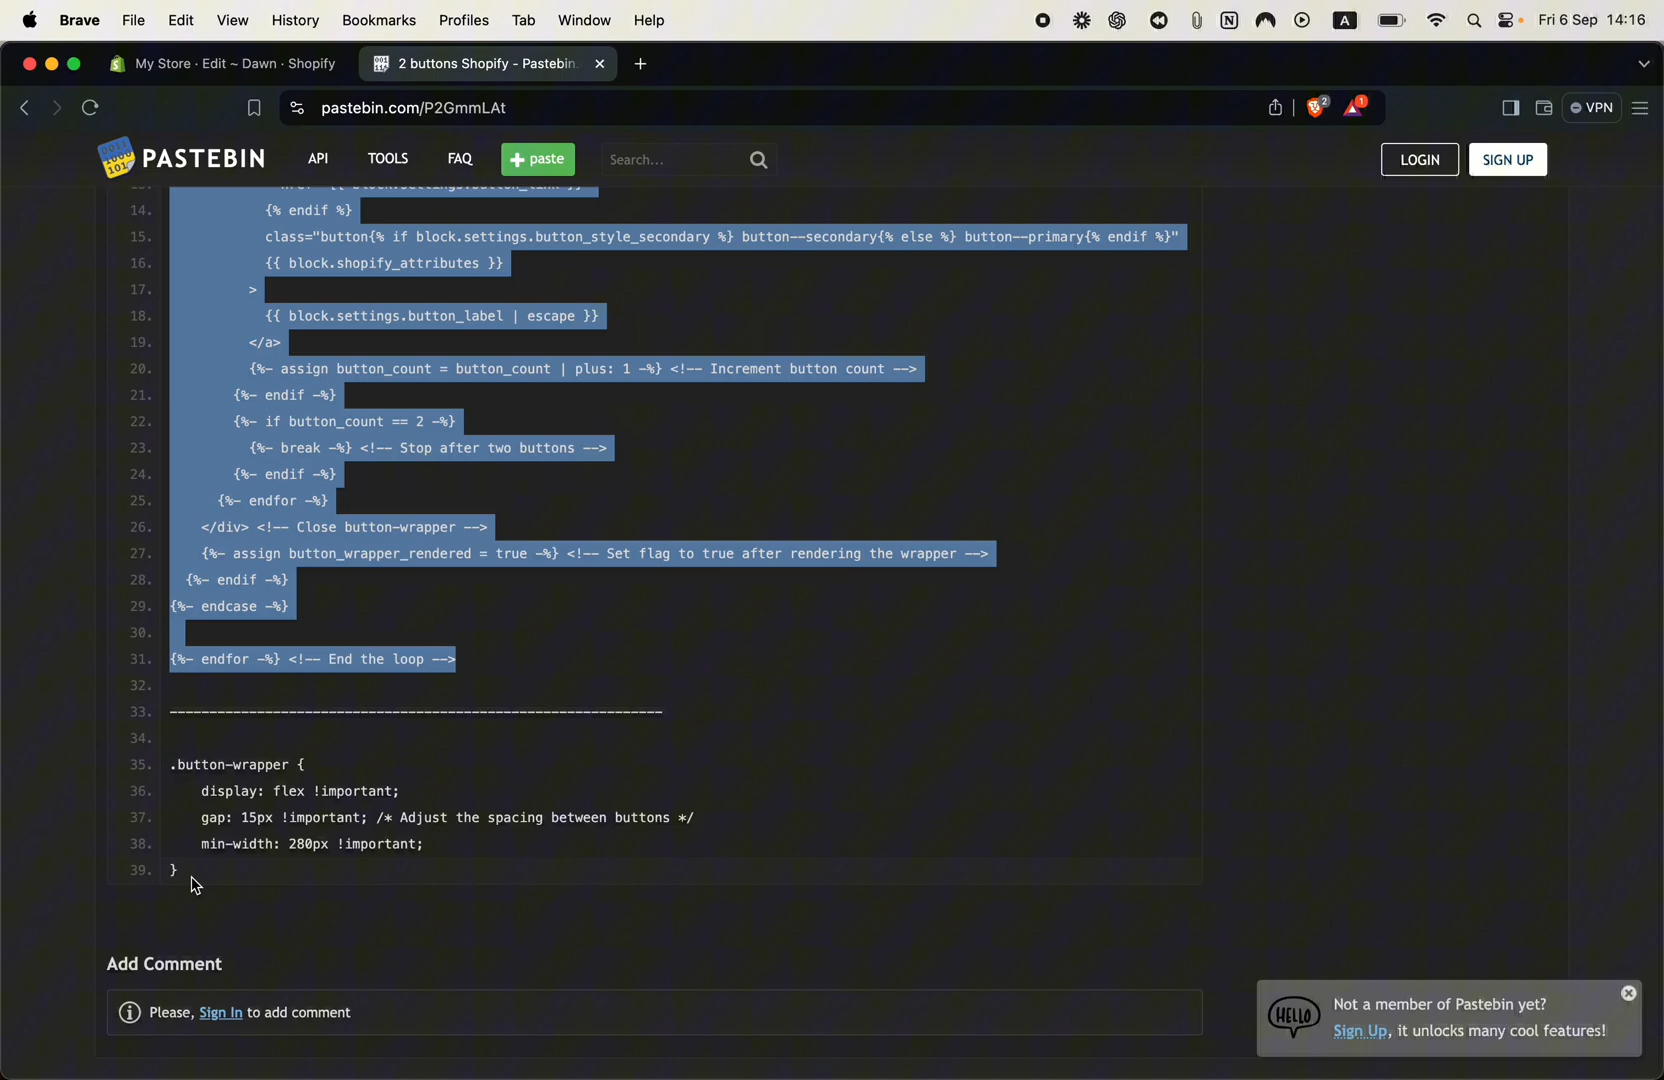 Brave File Edit View History Bookmarks Profiles Tab Window Help A Fri 6 Sep 14:16
My Store · Edit ~ Dawn · Shopify 2 buttons Shopify - Pastebin.
pastebin.com/P2GmmLAt 2 1 VPN
PASTEBIN API TOOLS FAQ + paste Search... LOGIN SIGN UP
14. {% endif %}
15. class="button{% if block.settings.button_style_secondary %} button--secondary{% else %} button--primary{% endif %}"
16. {{ block.shopify_attributes }}
17. >
18. {{ block.settings.button_label | escape }}
19. </a>
20. {%- assign button_count = button_count | plus: 1 -%} <!-- Increment button count -->
21. {%- endif -%}
22. {%- if button_count == 2 -%}
23. {%- break -%} <!-- Stop after two buttons -->
24. {%- endif -%}
25. {%- endfor -%}
26. </div> <!-- Close button-wrapper -->
27. {%- assign button_wrapper_rendered = true -%} <!-- Set flag to true after rendering the wrapper -->
28. {%- endif -%}
29. {%- endcase -%}
30.
31. {%- endfor -%} <!-- End the loop -->
32.
33. --------------------------------------------------------------
34.
35. .button-wrapper {
36. display: flex !important;
37. gap: 15px !important; /* Adjust the spacing between buttons */
38. min-width: 280px !important;
39. }
Add Comment
Please, Sign In to add comment
HELLO
Not a member of Pastebin yet?
Sign Up, it unlocks many cool features!